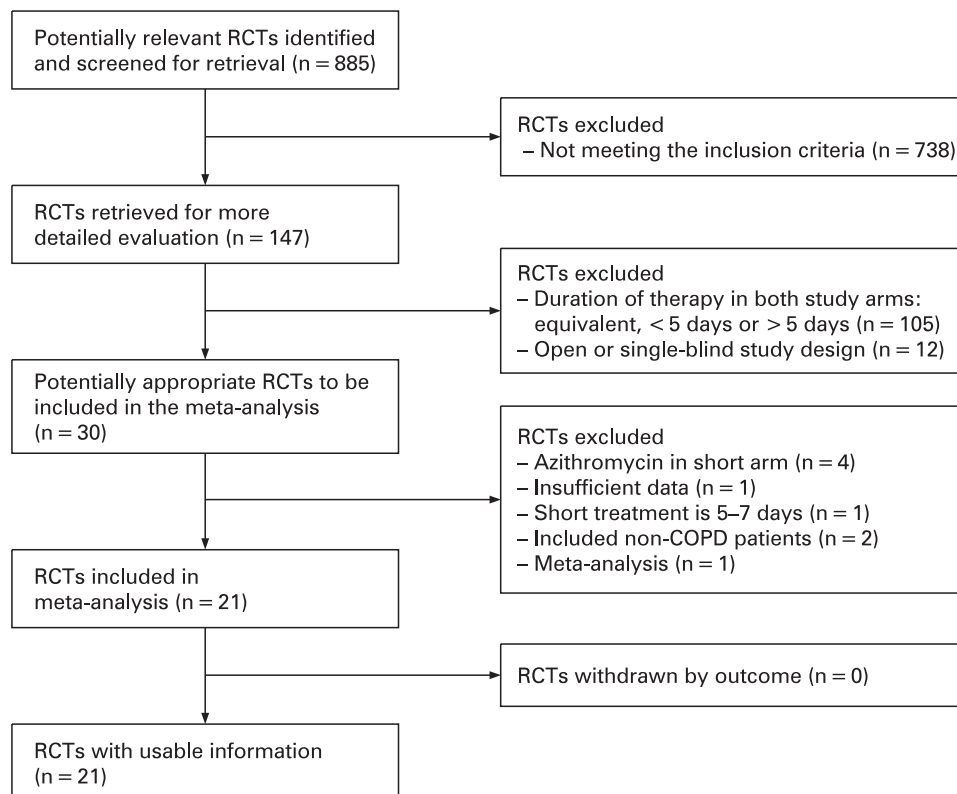 Potentially relevant RCTs identified
and screened for retrieval (n = 885)
RCTs excluded
– Not meeting the inclusion criteria (n = 738)
RCTs retrieved for more
detailed evaluation (n = 147)
RCTs excluded
– Duration of therapy in both study arms:
equivalent, < 5 days or > 5 days (n = 105)
– Open or single-blind study design (n = 12)
Potentially appropriate RCTs to be
included in the meta-analysis
(n = 30)
RCTs excluded
– Azithromycin in short arm (n = 4)
– Insufficient data (n = 1)
– Short treatment is 5–7 days (n = 1)
– Included non-COPD patients (n = 2)
– Meta-analysis (n = 1)
RCTs included in
meta-analysis (n = 21)
RCTs withdrawn by outcome (n = 0)
RCTs with usable information
(n = 21)